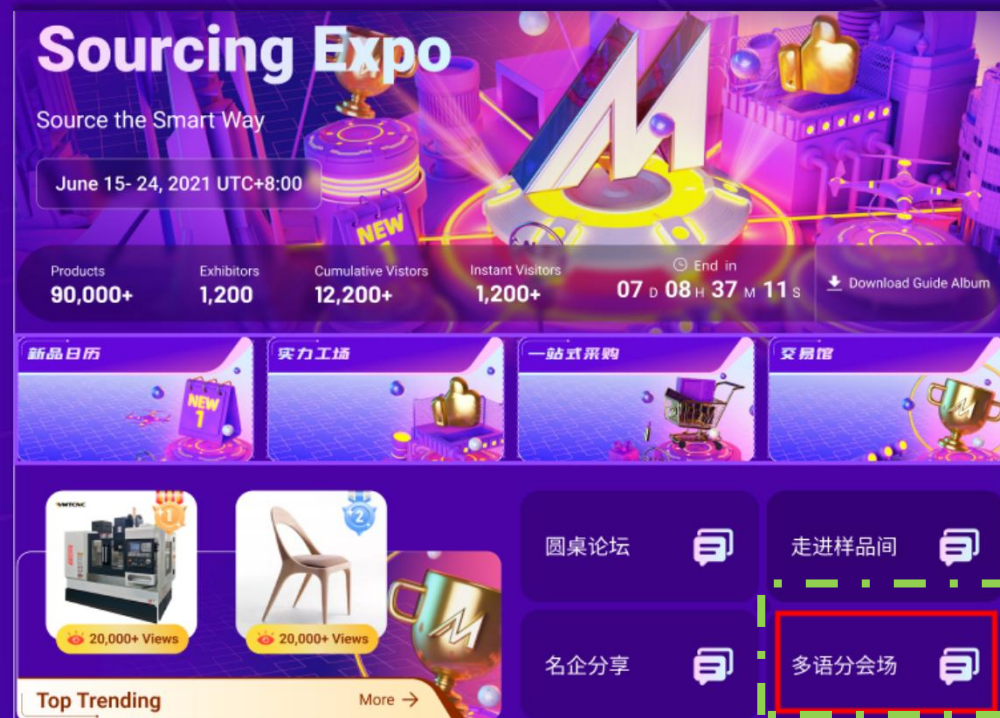 Sourcing Expo
Source the Smart Way
June 15- 24, 2021 UTC+8:00
NEW
Products
90,000+
Exhibitors
1,200
Cumulative Vistors
12,200+
Instant Visitors
1,200+
End in
07 D 08 H 37 M 11 S
Download Guide Album
新品日历
NEW
1
实力工场
一站式采购
交易馆
1
2
20,000+ Views
20,000+ Views
Top Trending
More →
圆桌论坛
走进样品间
名企分享
多语分会场